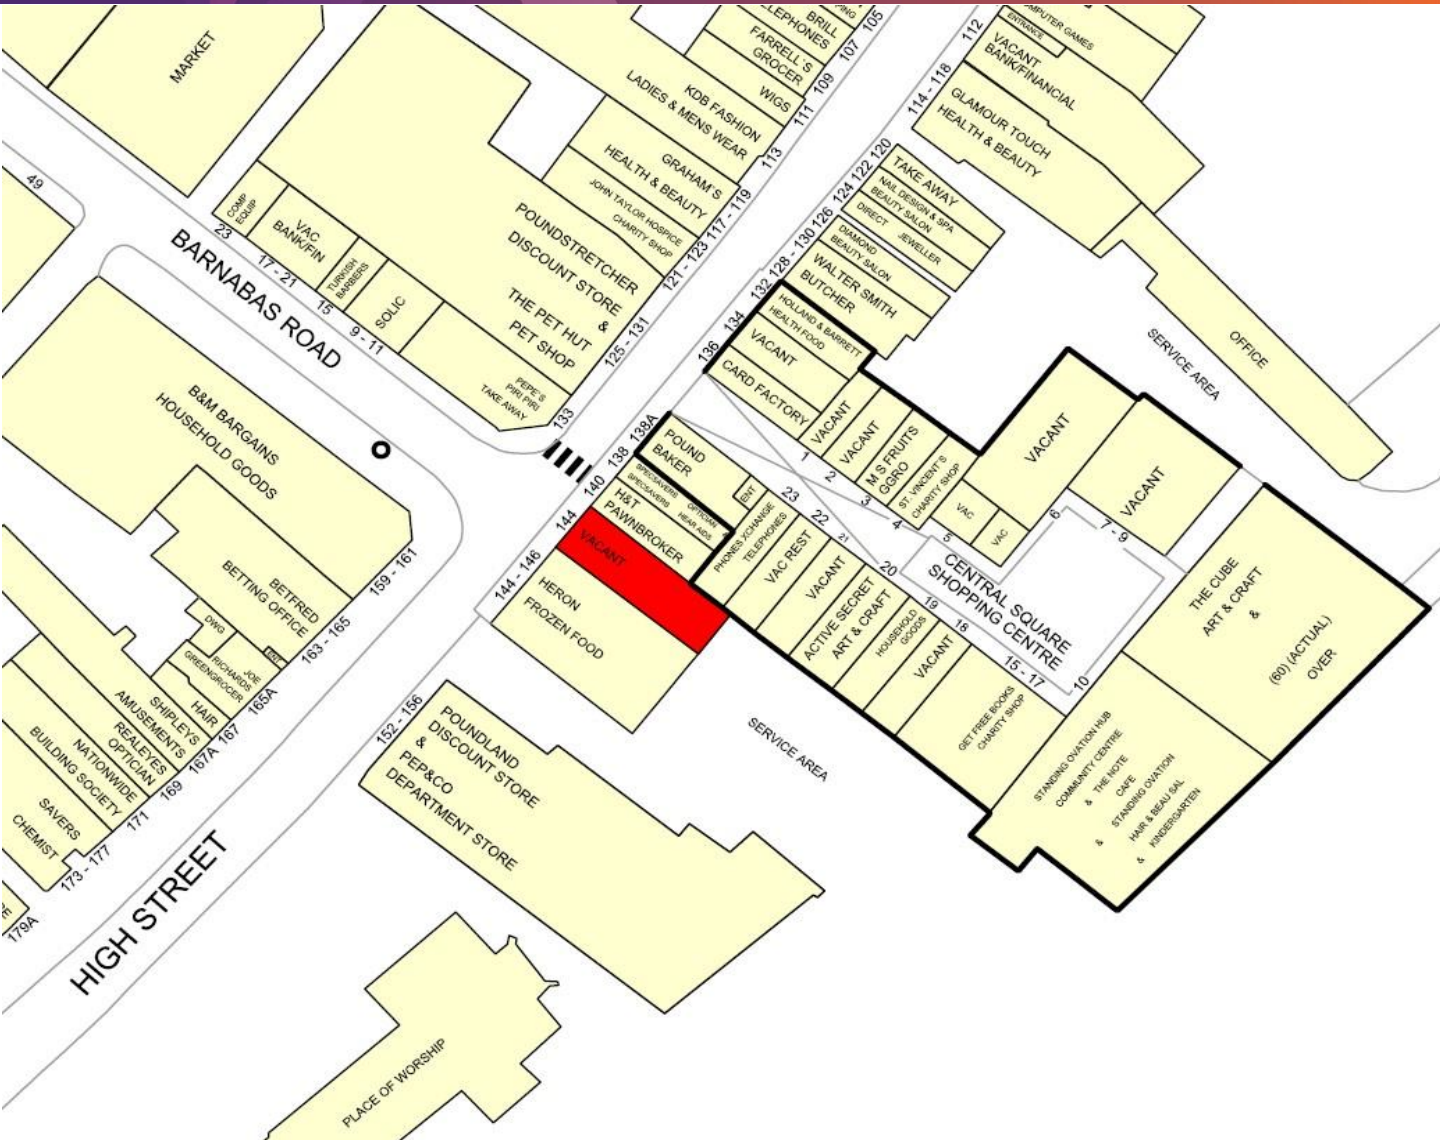 MARKET
49
COMP
EQUIP
23
VAC
BANK/FIN
17 - 21
TURKISH
BARBERS
15
SOLIC
9 - 11
BARNABAS ROAD
BRILL
TELEPHONES
105
FARRELL'S
GROCER
107
WIGS
109
111
KDB FASHION
LADIES & MENS WEAR
113
GRAHAM'S
HEALTH & BEAUTY
117 - 119
JOHN TAYLOR HOSPICE
CHARITY SHOP
121 - 123
POUNDSTRETCHER
DISCOUNT STORE
&
THE PET HUT
PET SHOP
125 - 131
PEPE'S
PIRI PIRI
TAKE AWAY
133
COMPUTER GAMES
ENTRANCE
112
VACANT
BANK/FINANCIAL
114 - 118
GLAMOUR TOUCH
HEALTH & BEAUTY
120
TAKE AWAY
122
NAIL DESIGN & SPA
BEAUTY SALON
124
DIRECT JEWELLER
126
DIAMOND
BEAUTY SALON
128 - 130
WALTER SMITH
BUTCHER
132
HOLLAND & BARRETT
HEALTH FOOD
134
VACANT
136
CARD FACTORY
VACANT
1
VACANT
2
M S FRUITS
GGRO
3
ST. VINCENT'S
CHARITY SHOP
4
VAC
5
VAC
VACANT
6
VACANT
7 - 9
SERVICE AREA
OFFICE
CENTRAL SQUARE
SHOPPING CENTRE
THE CUBE
ART & CRAFT
&
(60) (ACTUAL)
OVER
10
STANDING OVATION HUB
COMMUNITY CENTRE
& THE NOTE
CAFE
& STANDING OVATION
HAIR & BEAU SAL
& KINDERGARTEN
138A
POUND
BAKER
ENT
138
SPECSAVERS OPTICIAN
SPECSAVERS HEAR AIDS
140
H&T
PAWNBROKER
144
VACANT
144 - 146
HERON
FROZEN FOOD
PHONES XCHANGE
TELEPHONES
23
VAC REST
22
VACANT
21
ACTIVE SECRET
ART & CRAFT
20
HOUSEHOLD
GOODS
19
VACANT
18
GET FREE BOOKS
CHARITY SHOP
15 - 17
SERVICE AREA
B&M BARGAINS
HOUSEHOLD GOODS
159 - 161
BETFRED
BETTING OFFICE
163 - 165
DWG
ENT
JOE
RICHARDS
GREENGROCER
165A
HAIR
167
SHIPLEYS
AMUSEMENTS
167A
REALEYES
OPTICIAN
169
NATIONWIDE
BUILDING SOCIETY
171
SAVERS
CHEMIST
173 - 177
179A
HIGH STREET
152 - 156
POUNDLAND
DISCOUNT STORE
&
PEP&CO
DEPARTMENT STORE
PLACE OF WORSHIP